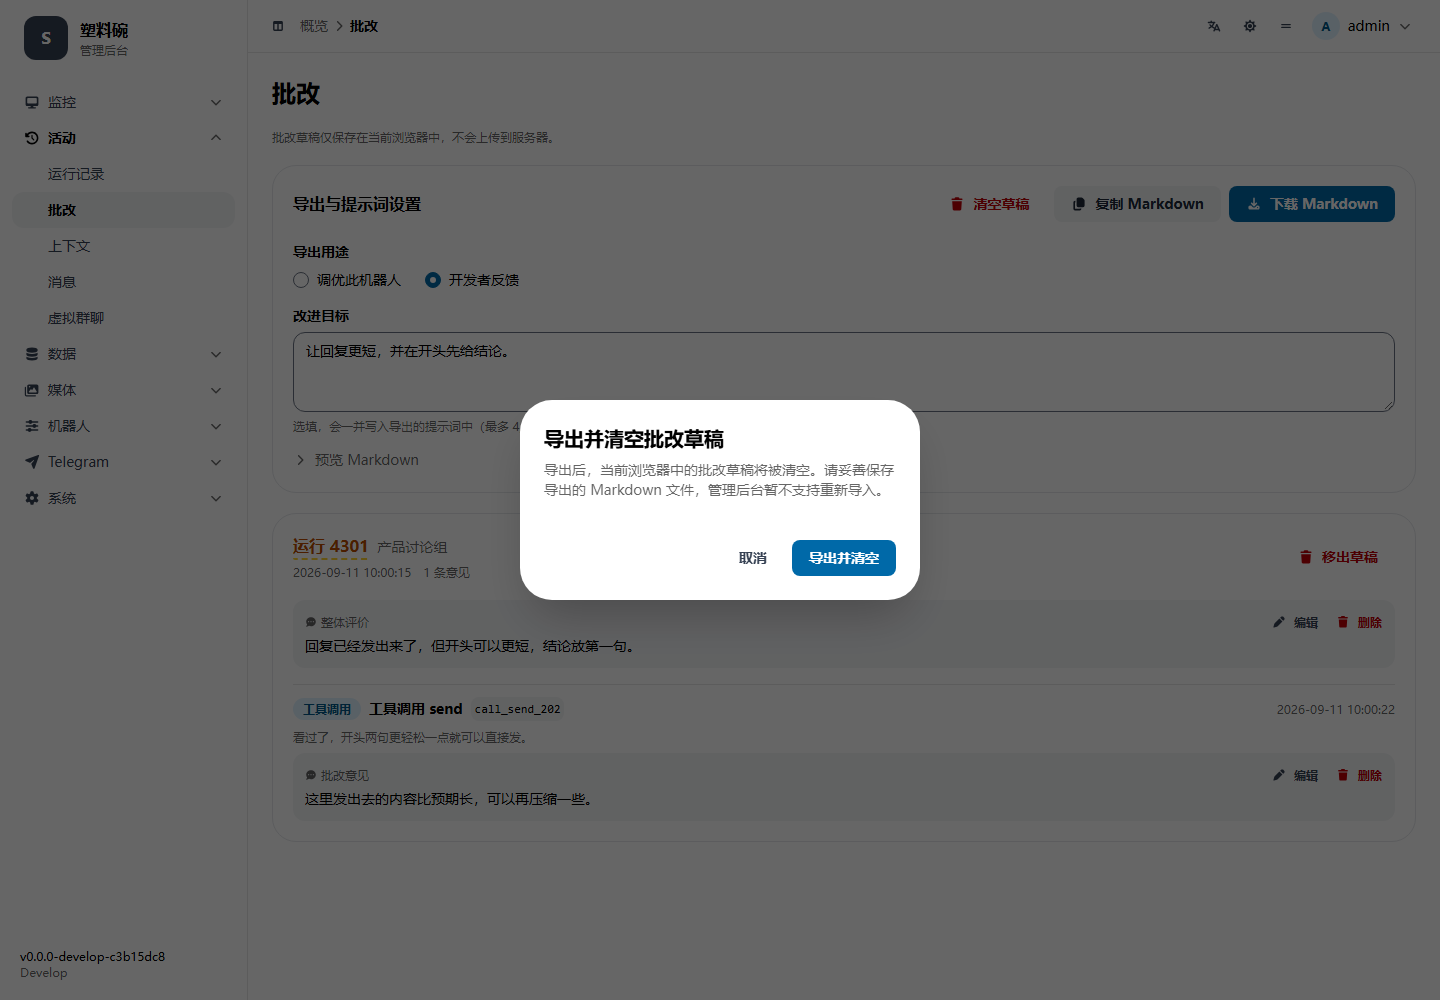 S
塑料碗
管理后台
监控
活动
运行记录
批改
上下文
消息
虚拟群聊
数据
媒体
机器人
Telegram
系统
v0.0.0-develop-c3b15dc8
Develop
概览
批改
A
admin
批改
批改草稿仅保存在当前浏览器中，不会上传到服务器。
导出与提示词设置
清空草稿
复制 Markdown
下载 Markdown
导出用途
调优此机器人
开发者反馈
改进目标
让回复更短，并在开头先给结论。
选填，会一并写入导出的提示词中（最多 4
预览 Markdown
导出并清空批改草稿
导出后，当前浏览器中的批改草稿将被清空。请妥善保存
导出的 Markdown 文件，管理后台暂不支持重新导入。
取消
导出并清空
运行 4301
产品讨论组
2026-09-11 10:00:15
1 条意见
移出草稿
整体评价
编辑
删除
回复已经发出来了，但开头可以更短，结论放第一句。
工具调用
工具调用 send
call_send_202
2026-09-11 10:00:22
看过了，开头两句更轻松一点就可以直接发。
批改意见
编辑
删除
这里发出去的内容比预期长，可以再压缩一些。